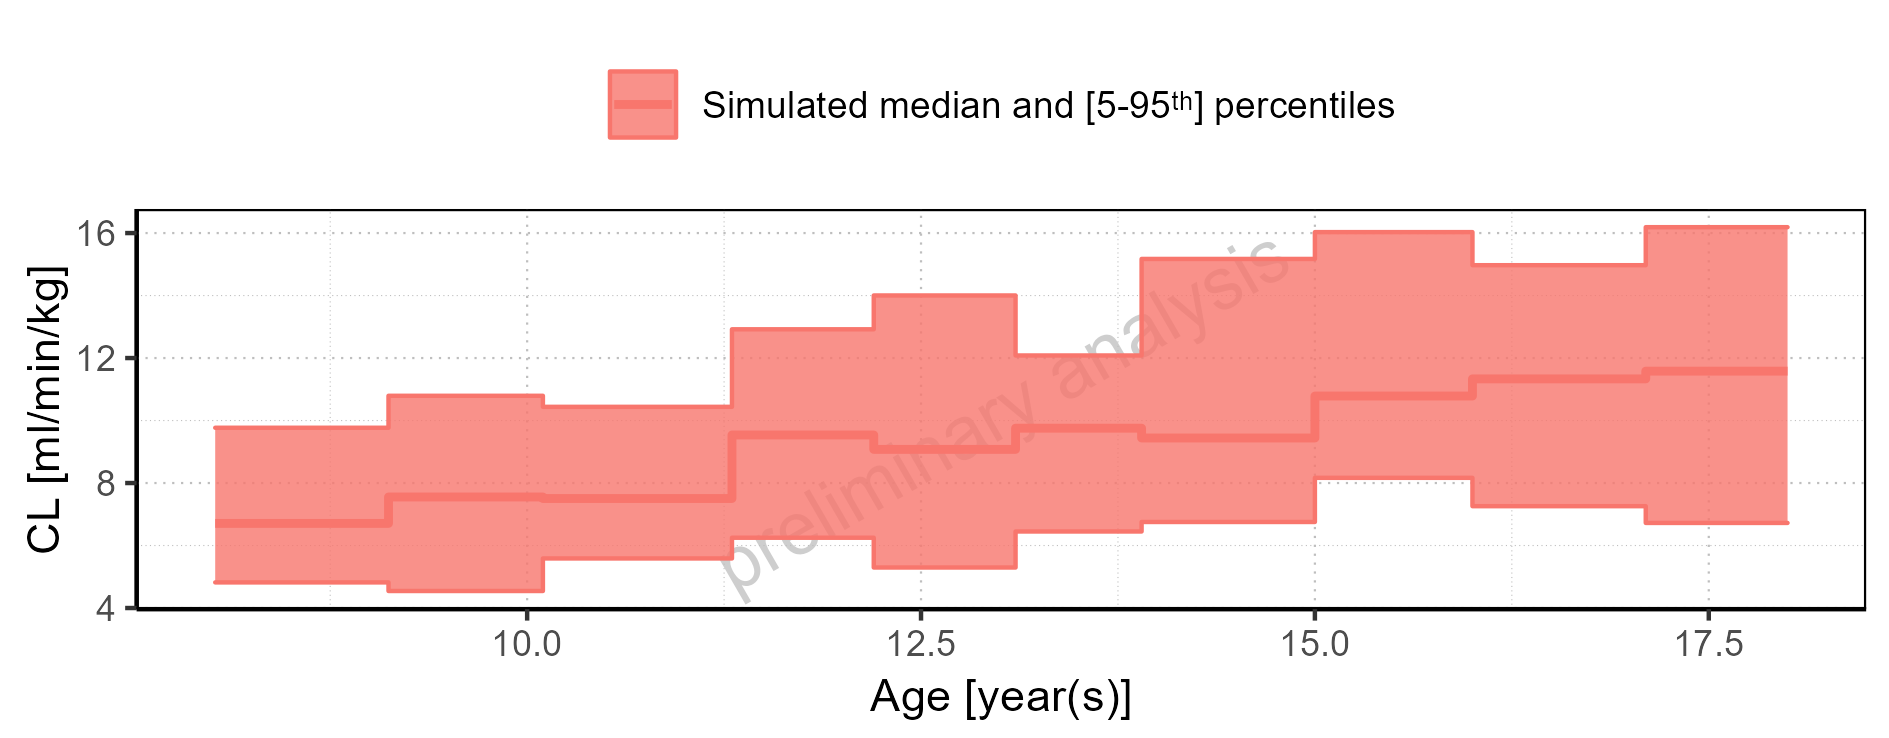 Simulated median and [5-95th] percentiles
16
12
8
4
CL [ml/min/kg]
preliminary analysis
10.0
12.5
15.0
17.5
Age [year(s)]